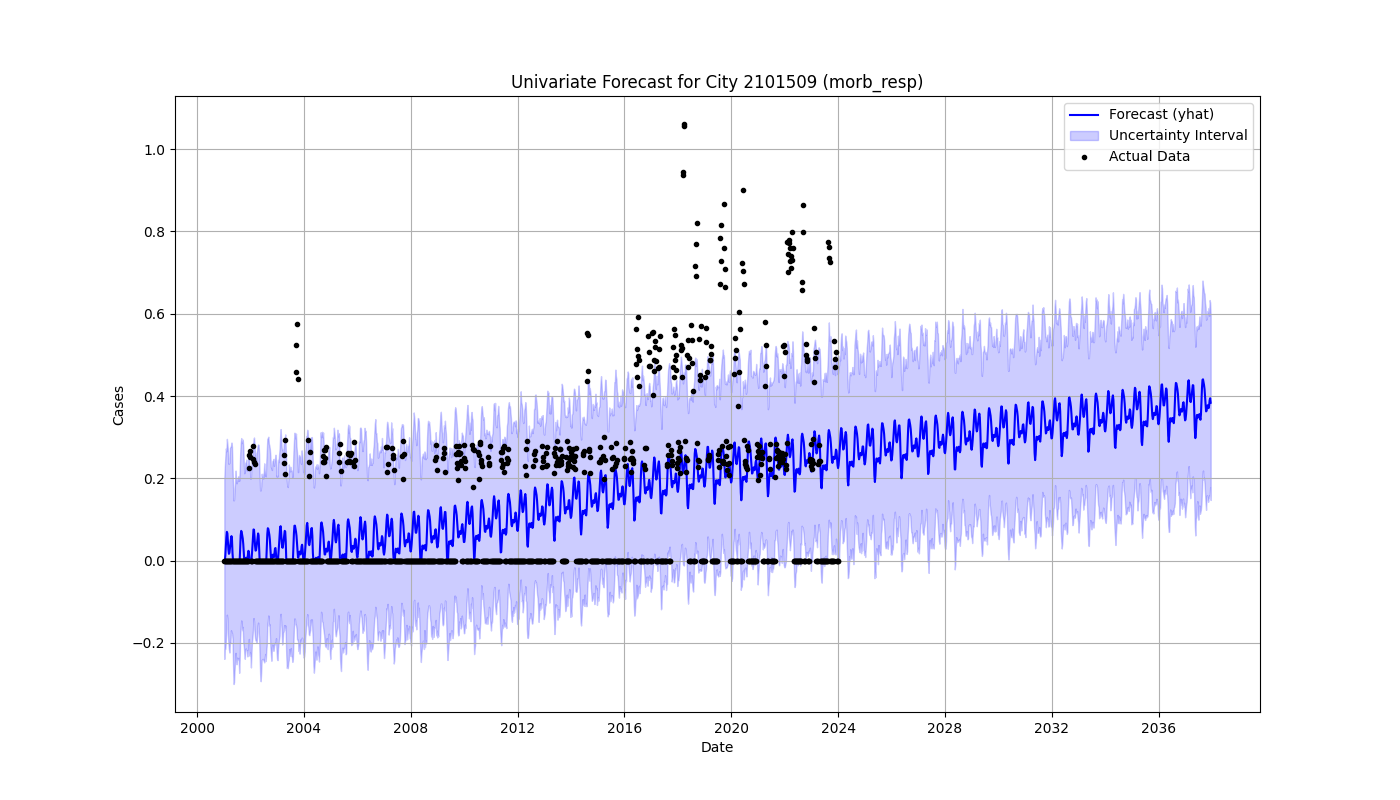 Univariate Forecast for City 2101509 (morb_resp)
Forecast (yhat)
Uncertainty Interval
Actual Data
Cases
1.0
0.8
0.6
0.4
0.2
0.0
−0.2
2000 2004 2008 2012 2016 2020 2024 2028 2032 2036
Date